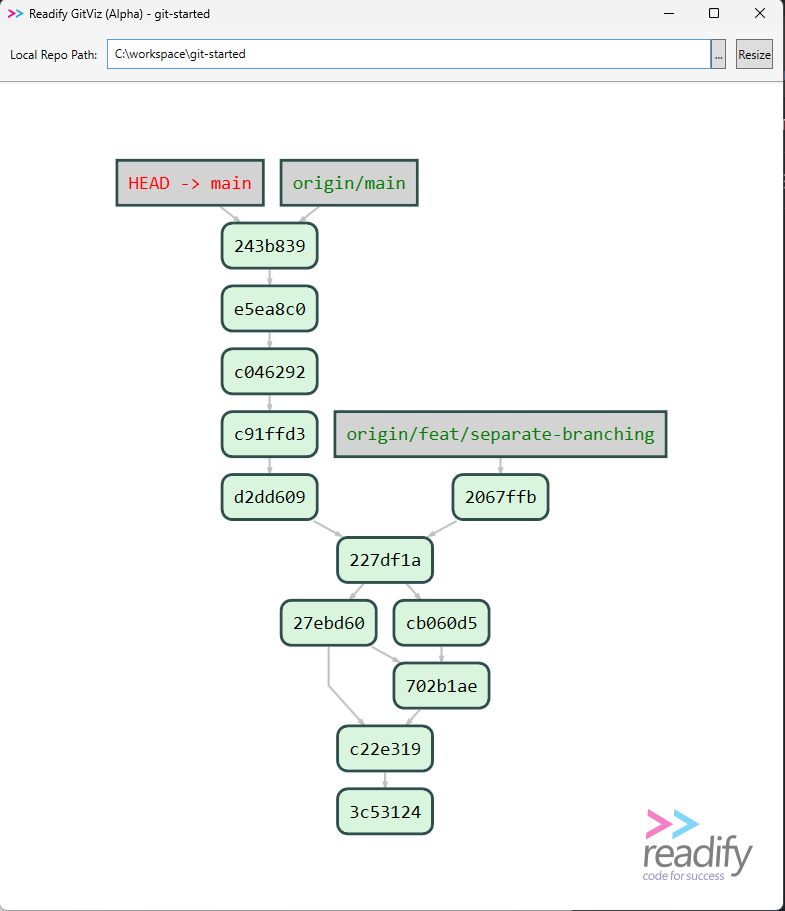 Readify GitViz (Alpha) - git-started
Local Repo Path: C:\workspace\git-started ... Resize
HEAD -> main origin/main
243b839
e5ea8c0
c046292
c91ffd3 origin/feat/separate-branching
d2dd609 2067ffb
227df1a
27ebd60 cb060d5
702b1ae
c22e319
3c53124
readify
code for success